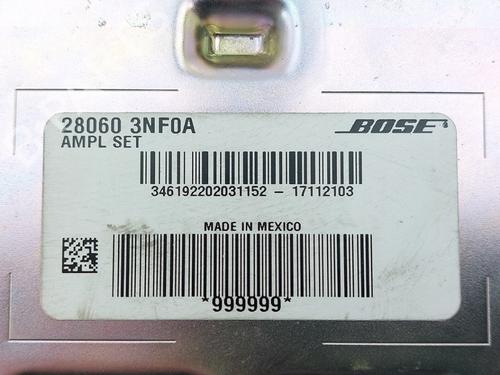 28060 3NF0A
BOSE®
AMPL SET
346192202031152 - 17112103
MADE IN MEXICO
*999999*